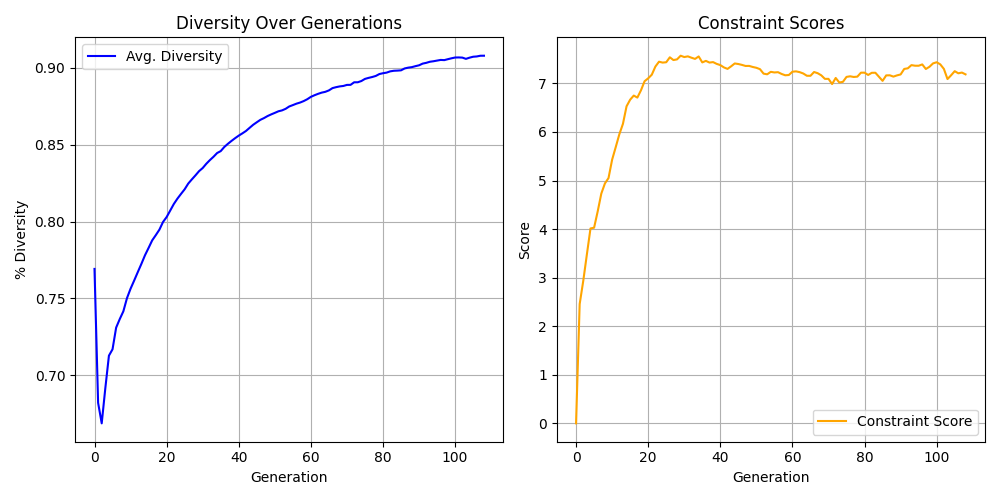 Diversity Over Generations
Avg. Diversity
% Diversity
0.90
0.85
0.80
0.75
0.70
0 20 40 60 80 100
Generation
Constraint Scores
Score
7
6
5
4
3
2
1
0
Constraint Score
0 20 40 60 80 100
Generation